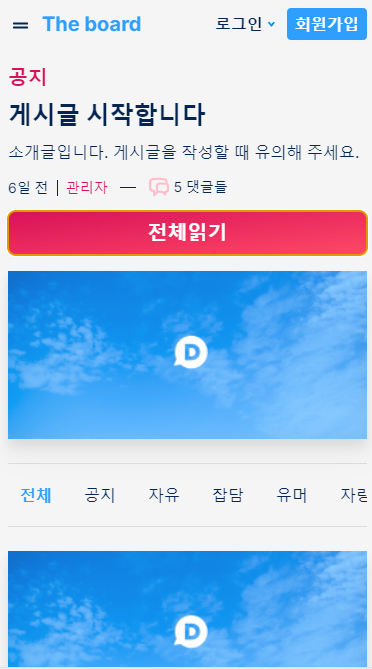 The board 로그인 회원가입
공지
게시글 시작합니다
소개글입니다. 게시글을 작성할 때 유의해 주세요.
6일 전 | 관리자 — 5 댓글들
전체읽기
D
전체 공지 자유 잡담 유머
D